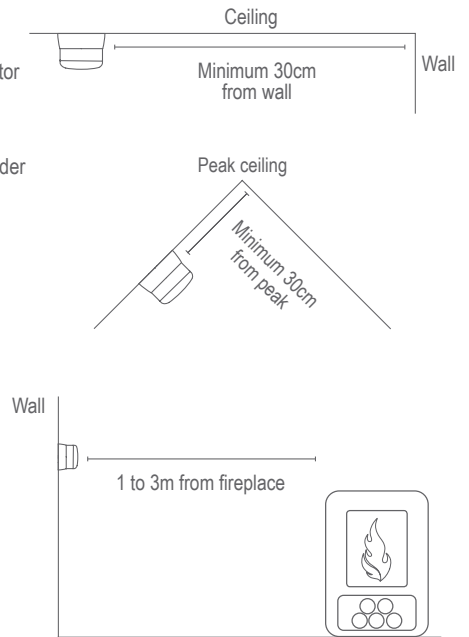 Ceiling
tor
Minimum 30cm
from wall
Wall
der
Peak ceiling
Minimum 30cm
from peak
Wall
1 to 3m from fireplace